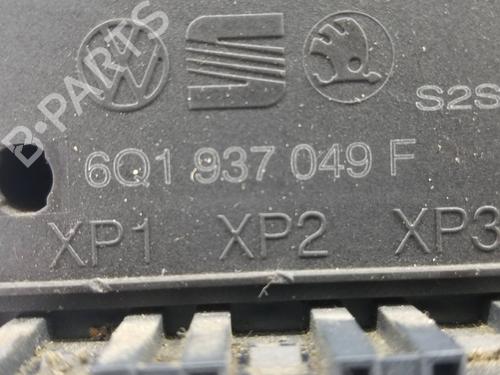 B-PARTS
S2S
6Q1 937 049 F
XP1 XP2 XP3